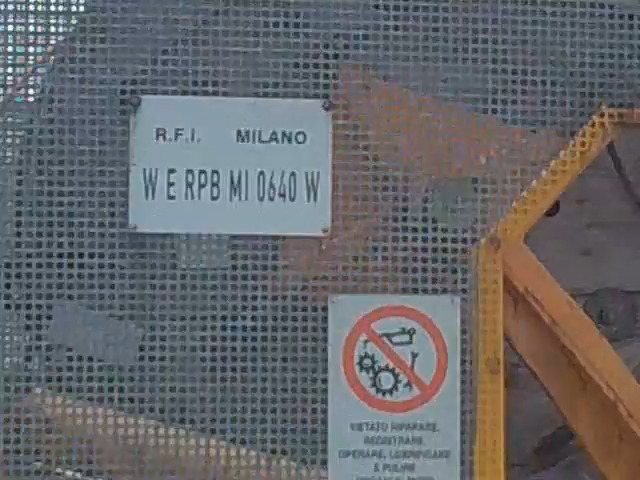 R.F.I. MILANO
W E RPB MI 0640 W
VIETATO RIPARARE,
REGISTRARE,
OPERARE, LUBRIFICARE
E PULIRE